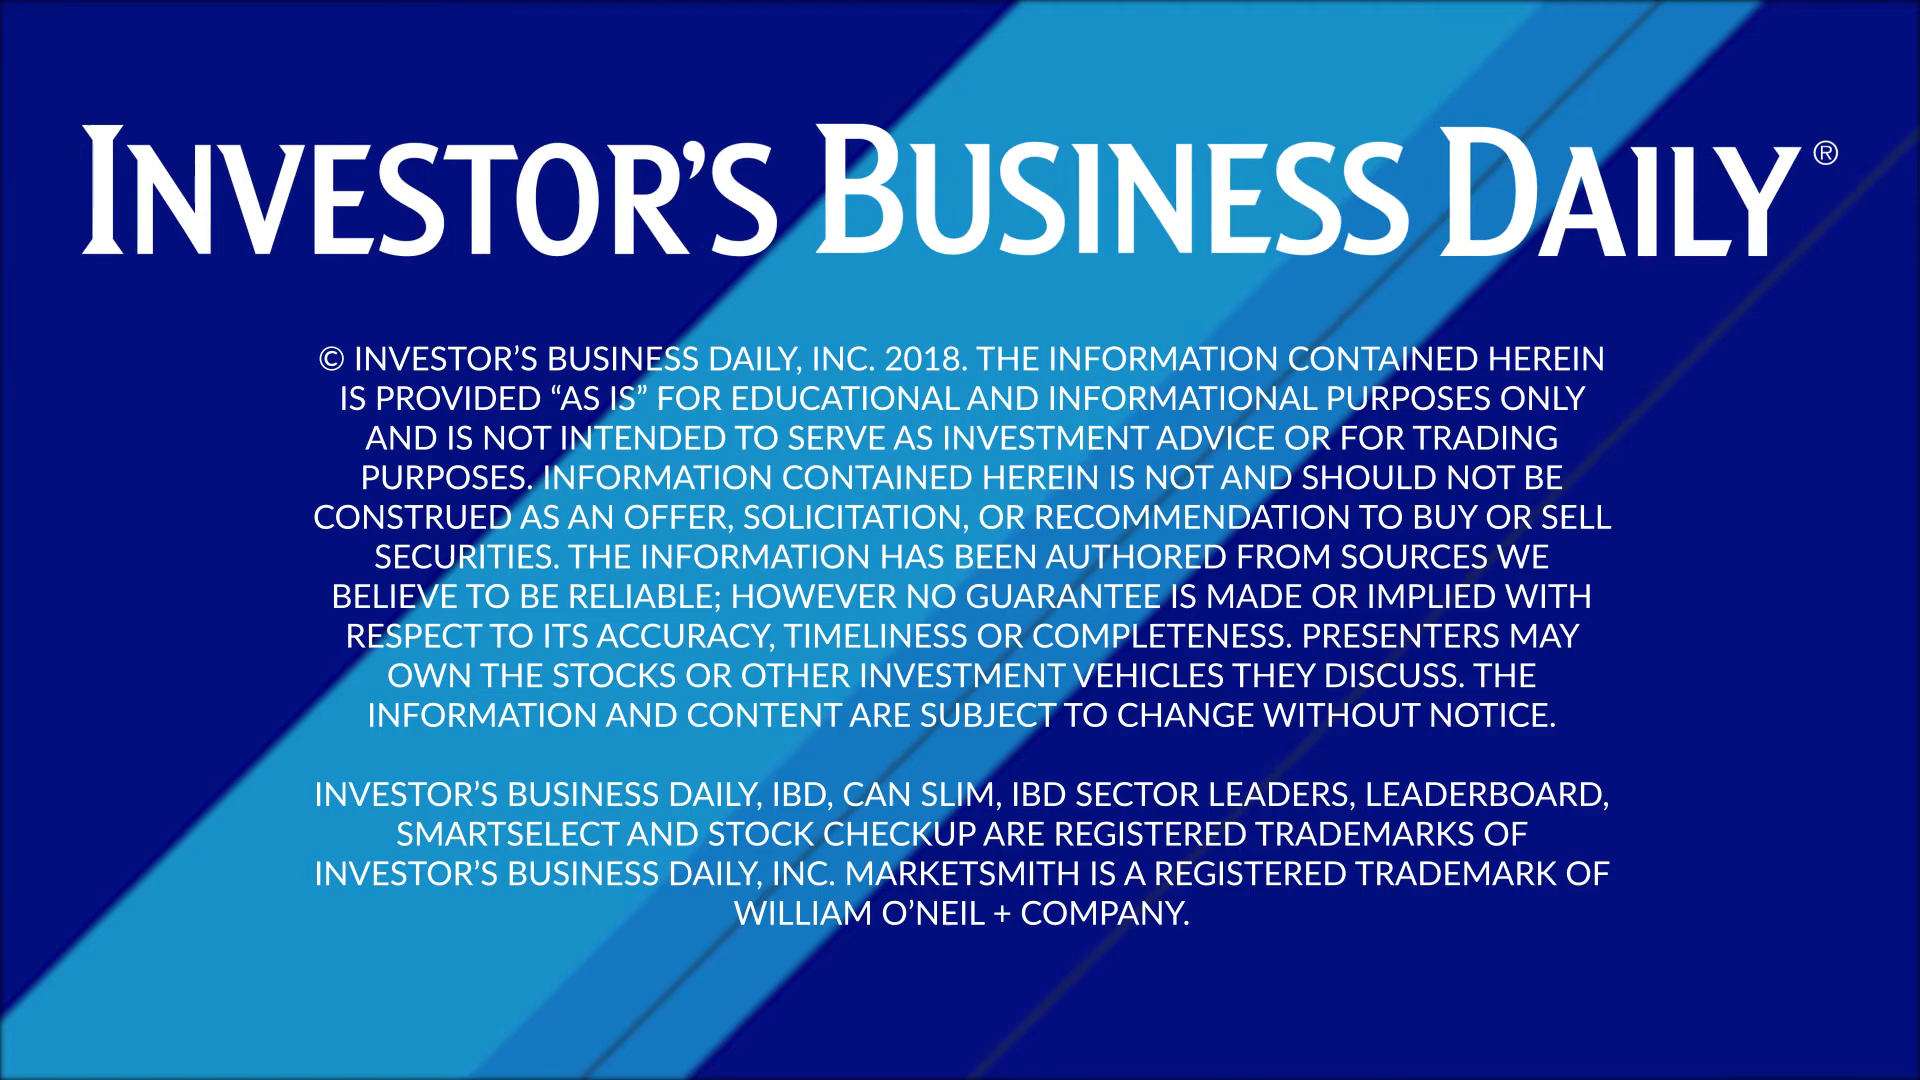 INVESTOR’S BUSINESS DAILY®
© INVESTOR’S BUSINESS DAILY, INC. 2018. THE INFORMATION CONTAINED HEREIN
IS PROVIDED “AS IS” FOR EDUCATIONAL AND INFORMATIONAL PURPOSES ONLY
AND IS NOT INTENDED TO SERVE AS INVESTMENT ADVICE OR FOR TRADING
PURPOSES. INFORMATION CONTAINED HEREIN IS NOT AND SHOULD NOT BE
CONSTRUED AS AN OFFER, SOLICITATION, OR RECOMMENDATION TO BUY OR SELL
SECURITIES. THE INFORMATION HAS BEEN AUTHORED FROM SOURCES WE
BELIEVE TO BE RELIABLE; HOWEVER NO GUARANTEE IS MADE OR IMPLIED WITH
RESPECT TO ITS ACCURACY, TIMELINESS OR COMPLETENESS. PRESENTERS MAY
OWN THE STOCKS OR OTHER INVESTMENT VEHICLES THEY DISCUSS. THE
INFORMATION AND CONTENT ARE SUBJECT TO CHANGE WITHOUT NOTICE.
INVESTOR’S BUSINESS DAILY, IBD, CAN SLIM, IBD SECTOR LEADERS, LEADERBOARD,
SMARTSELECT AND STOCK CHECKUP ARE REGISTERED TRADEMARKS OF
INVESTOR’S BUSINESS DAILY, INC. MARKETSMITH IS A REGISTERED TRADEMARK OF
WILLIAM O’NEIL + COMPANY.